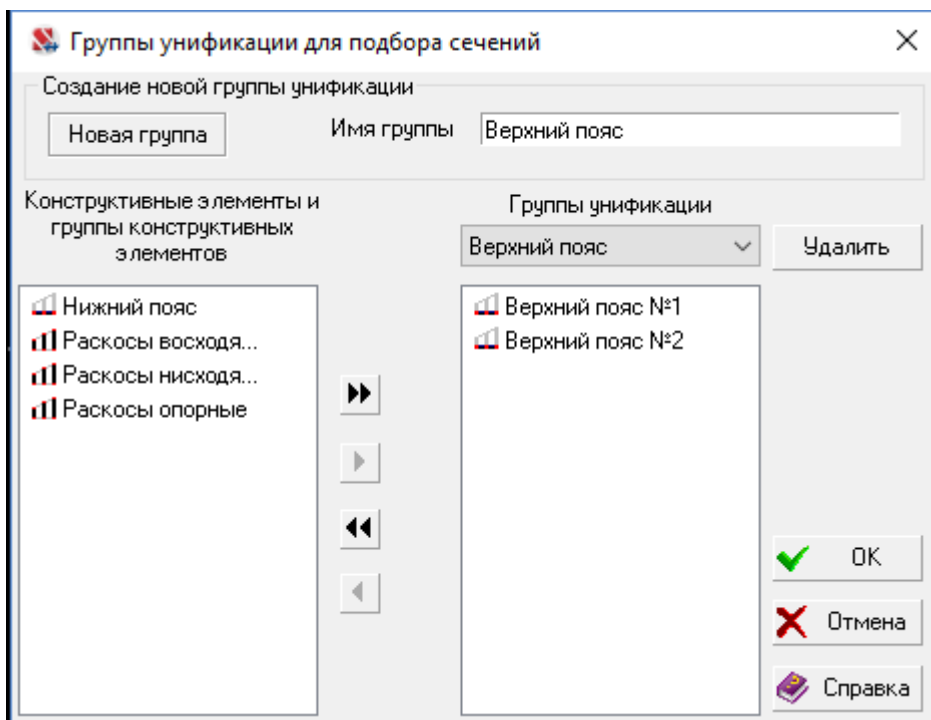 Группы унификации для подбора сечений
Создание новой группы унификации
Новая группа
Имя группы
Верхний пояс
Конструктивные элементы и
группы конструктивных
элементов
Группы унификации
Верхний пояс
Удалить
Нижний пояс
Раскосы восходя...
Раскосы нисходя...
Раскосы опорные
Верхний пояс №1
Верхний пояс №2
OK
Отмена
Справка